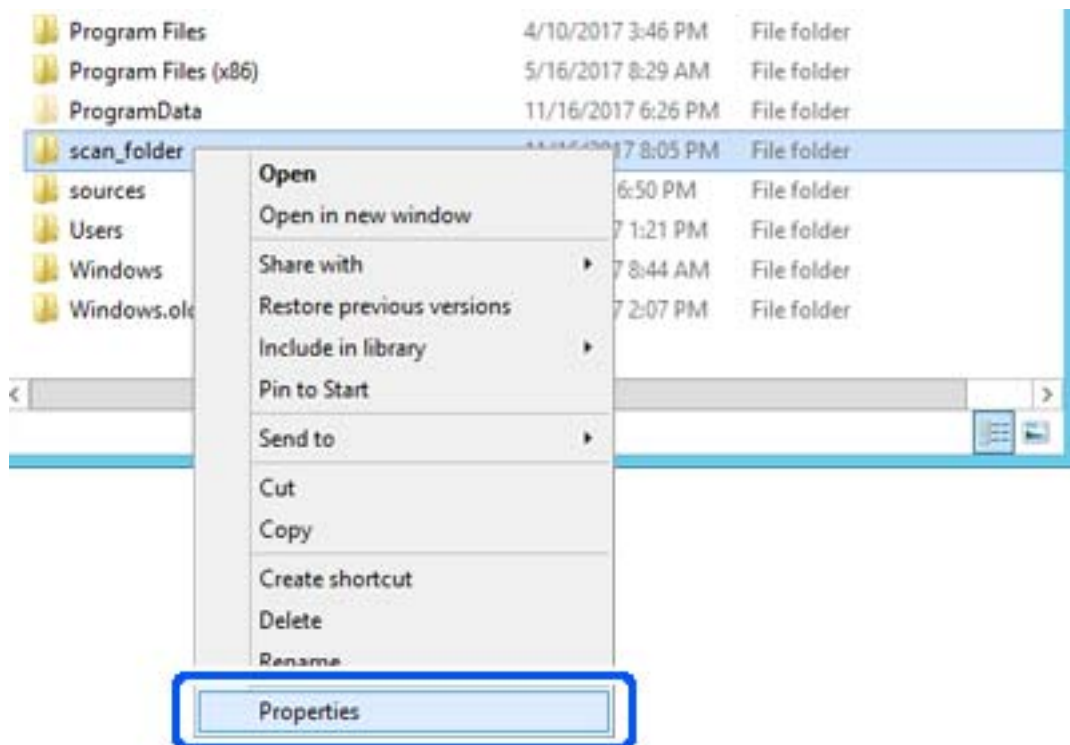 Program Files 4/10/2017 3:46 PM File folder
Program Files (x86) 5/16/2017 8:29 AM File folder
ProgramData 11/16/2017 6:26 PM File folder
scan_folder 17 8:05 PM File folder
sources 6:50 PM File folder
Users 7 1:21 PM File folder
Windows 7 8:44 AM File folder
Windows.old 7 2:07 PM File folder
Open
Open in new window
Share with
Restore previous versions
Include in library
Pin to Start
Send to
Cut
Copy
Create shortcut
Delete
Rename
Properties